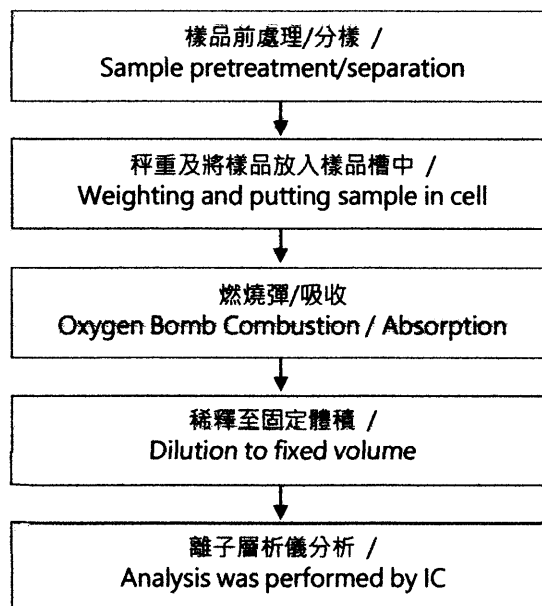 樣品前處理/分樣 /
Sample pretreatment/separation
秤重及將樣品放入樣品槽中 /
Weighting and putting sample in cell
燃燒彈/吸收
Oxygen Bomb Combustion / Absorption
稀釋至固定體積 /
Dilution to fixed volume
離子層析儀分析 /
Analysis was performed by IC